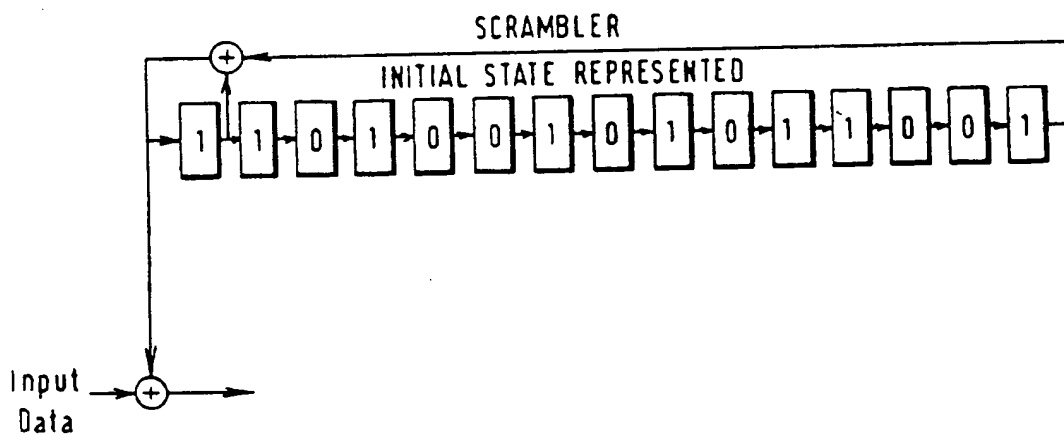 SCRAMBLER
+
INITIAL STATE REPRESENTED
1 1 0 1 0 0 1 0 1 0 1 1 0 0 1
Input
Data
+